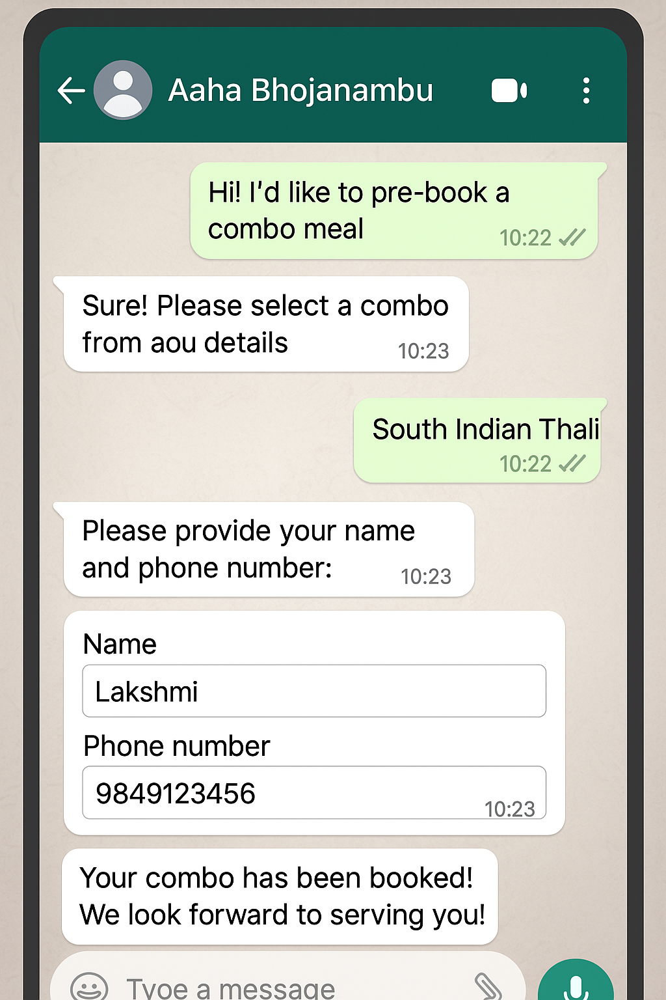 Aaha Bhojanambu
Hi! I'd like to pre-book a
combo meal
10:22
Sure! Please select a combo
from aou details
10:23
South Indian Thali
10:22
Please provide your name
and phone number:
10:23
Name
Lakshmi
Phone number
9849123456
10:23
Your combo has been booked!
We look forward to serving you!
Tyoe a message